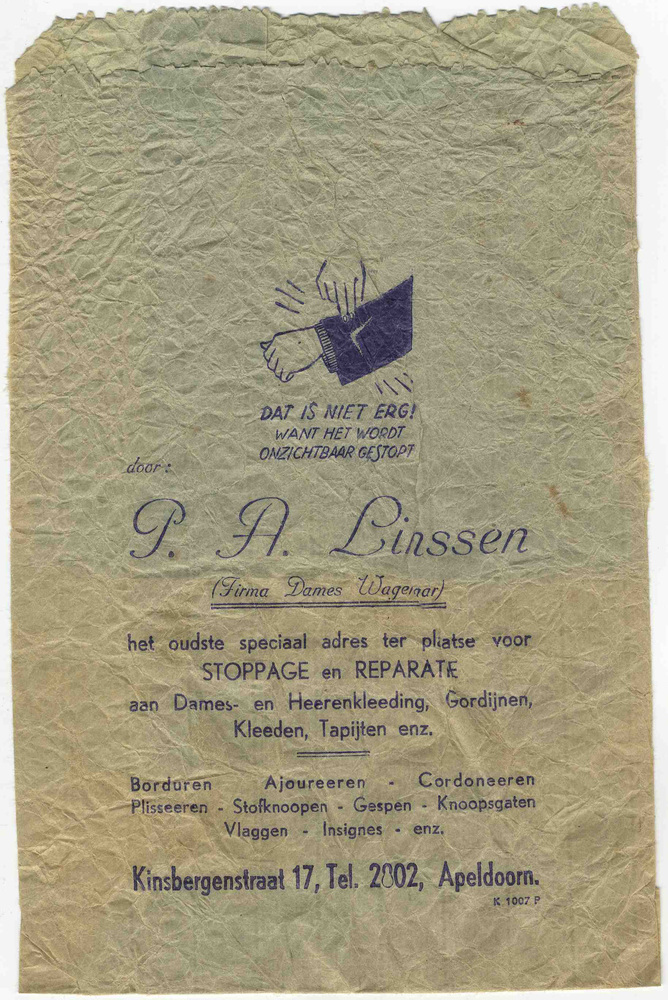 DAT IS NIET ERG!
WANT HET WORDT
ONZICHTBAAR GESTOPT
door:
P. A. Linssen
(Firma Dames Wagenar)
het oudste speciaal adres ter plaatse voor
STOPPAGE en REPARATIE
aan Dames- en Heerenkleeding, Gordijnen,
Kleeden, Tapijten enz.
Borduren Ajoureeren - Cordoneeren
Plisseeren - Stofknoopen - Gespen - Knoopsgaten
Vlaggen - Insignes - enz.
Kinsbergenstraat 17, Tel. 2802, Apeldoorn.
K 1007 P